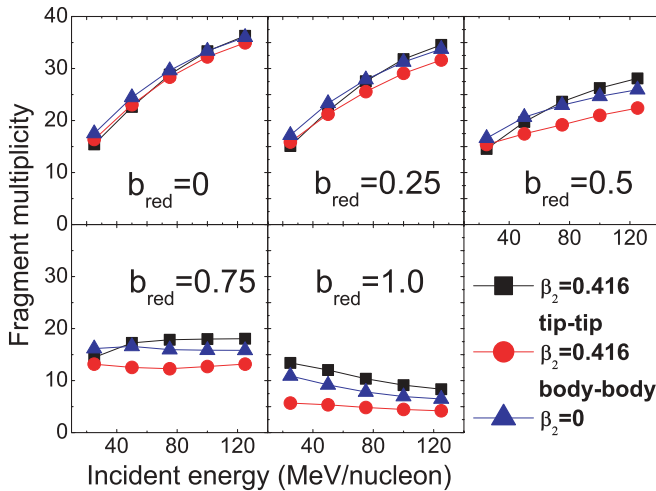 Fragment multiplicity
40
30
20
10
0
b_red=0
b_red=0.25
b_red=0.5
40 80 120
30
20
10
0
b_red=0.75
b_red=1.0
40 80 120
40 80 120
Incident energy (MeV/nucleon)
β₂=0.416
tip-tip
β₂=0.416
body-body
β₂=0